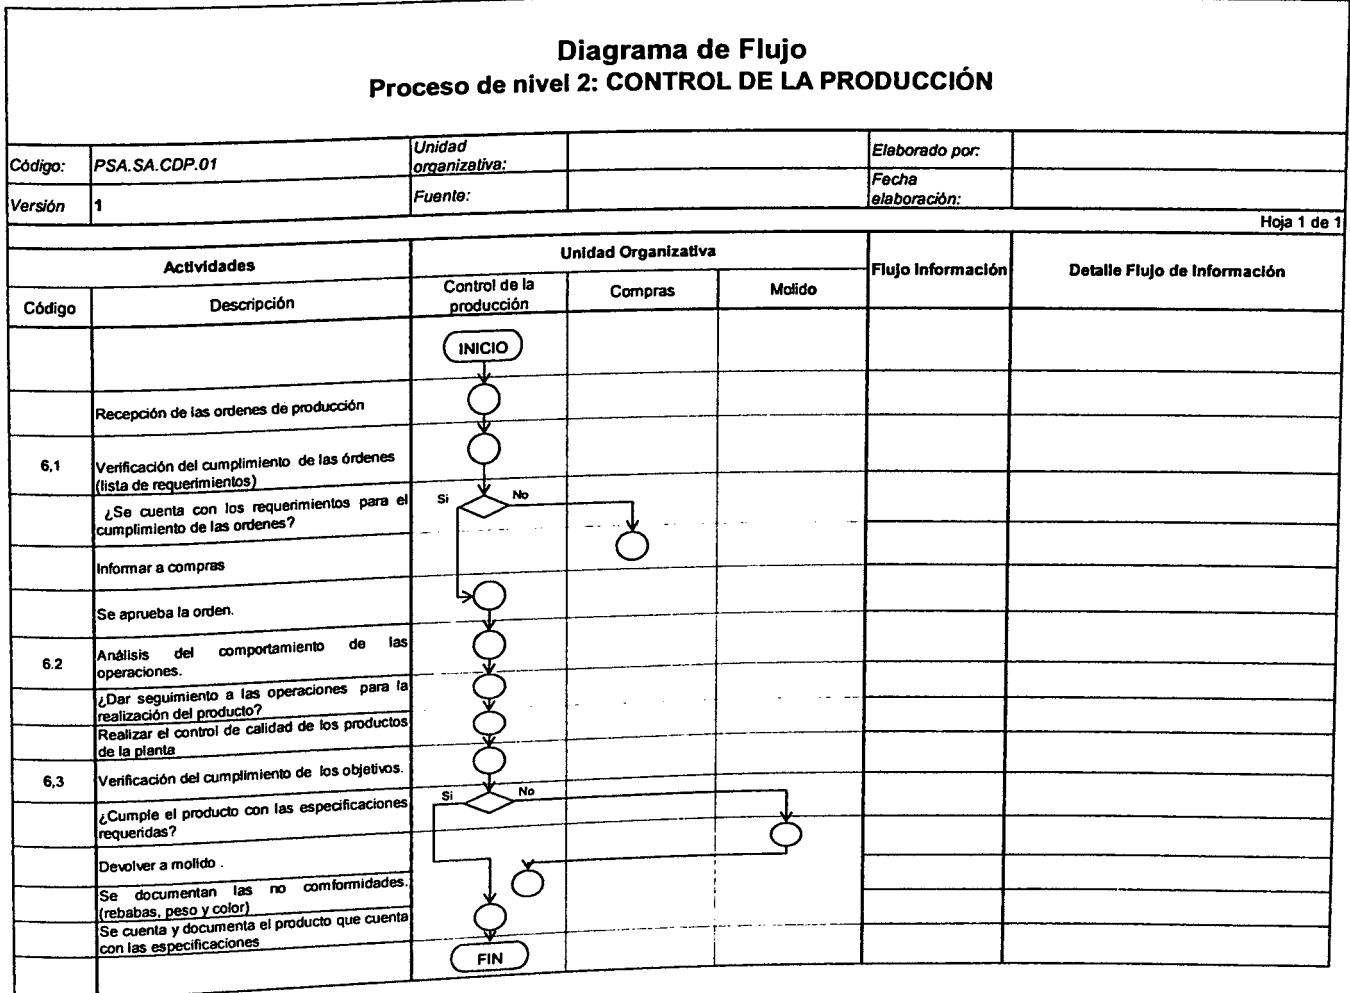 Diagrama de Flujo
Proceso de nivel 2: CONTROL DE LA PRODUCCIÓN
Código: PSA.SA.CDP.01 Unidad organizativa: Elaborado por:
Versión 1 Fuente: Fecha elaboración:
Hoja 1 de 1
Actividades Unidad Organizativa Flujo Información Detalle Flujo de Información
Código Descripción Control de la producción Compras Molido
INICIO
Recepción de las ordenes de producción
6,1 Verificación del cumplimiento de las órdenes
(lista de requerimientos)
¿Se cuenta con los requerimientos para el Si No
cumplimiento de las ordenes?
Informar a compras
Se aprueba la orden.
6.2 Análisis del comportamiento de las
operaciones.
¿Dar seguimiento a las operaciones para la
realización del producto?
Realizar el control de calidad de los productos
de la planta
6,3 Verificación del cumplimiento de los objetivos.
¿Cumple el producto con las especificaciones Si No
requeridas?
Devolver a molido .
Se documentan las no comformidades.
(rebabas, peso y color)
Se cuenta y documenta el producto que cuenta
con las especificaciones
FIN